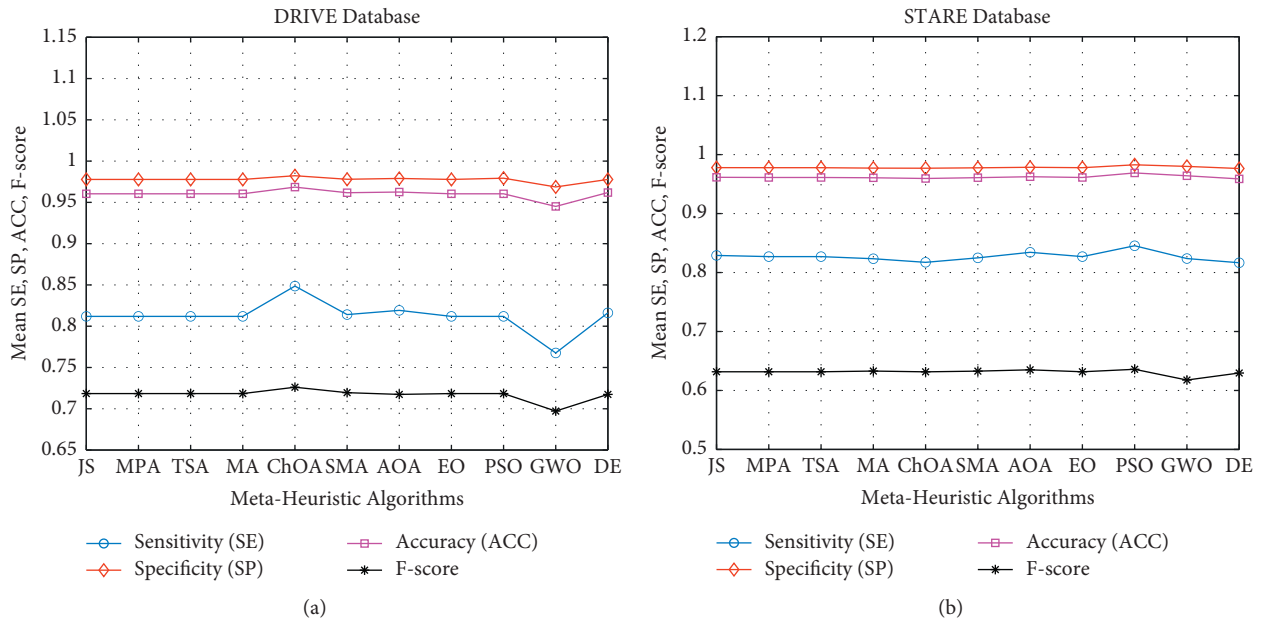 DRIVE Database
1.15
1.1
1.05
1
0.95
0.9
0.85
0.8
0.75
0.7
0.65
Mean SE, SP, ACC, F-score
JS MPA TSA MA ChOA SMA AOA EO PSO GWO DE
Meta-Heuristic Algorithms
Sensitivity (SE)
Specificity (SP)
Accuracy (ACC)
F-score
(a)
STARE Database
1.2
1.1
1
0.9
0.8
0.7
0.6
0.5
Mean SE, SP, ACC, F-score
JS MPA TSA MA ChOA SMA AOA EO PSO GWO DE
Meta-Heuristic Algorithms
Sensitivity (SE)
Specificity (SP)
Accuracy (ACC)
F-score
(b)